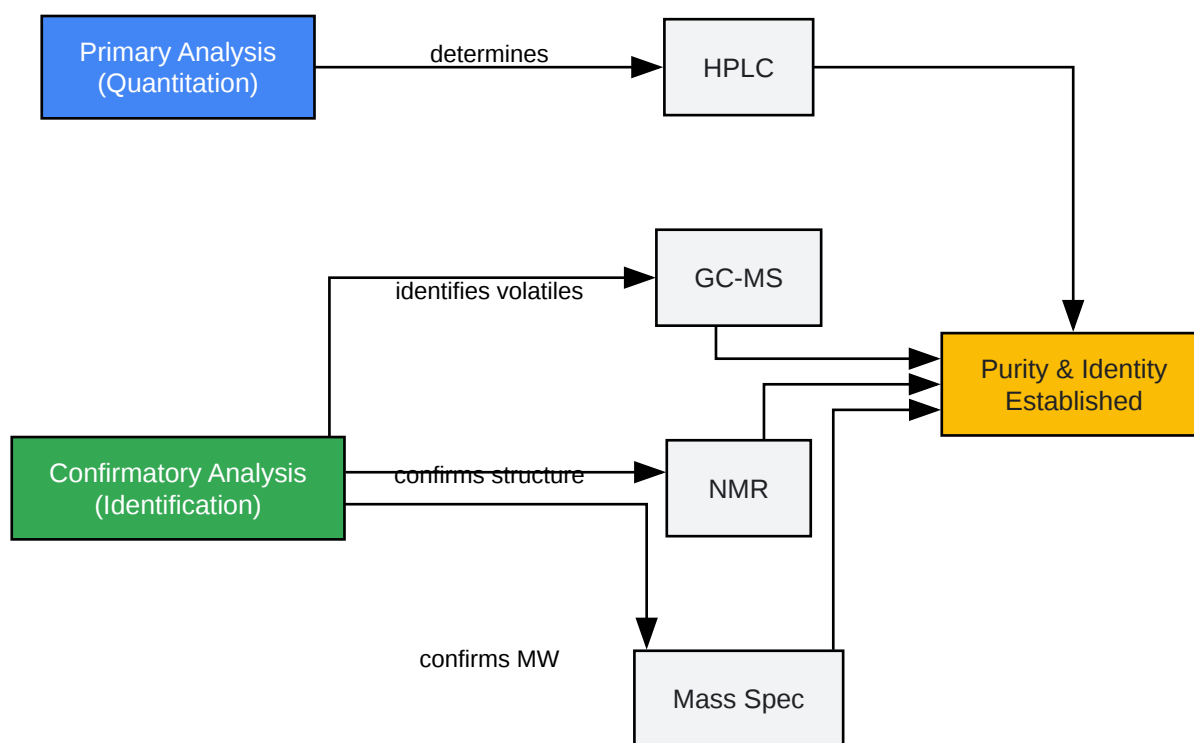 Primary Analysis
(Quantitation)
determines
HPLC
identifies volatiles
GC-MS
Purity & Identity
Established
Confirmatory Analysis
(Identification)
confirms structure
NMR
confirms MW
Mass Spec